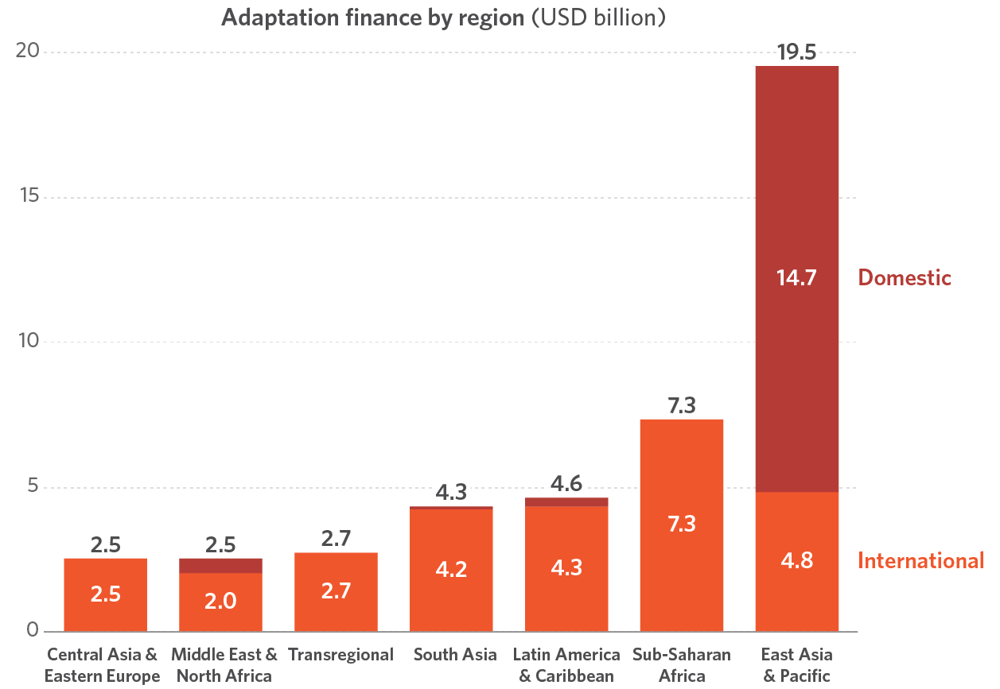 Adaptation finance by region (USD billion)
20
19.5
15
14.7
Domestic
10
7.3
5
4.6
4.3
7.3
2.7
2.5
2.5
4.8
International
4.3
4.2
2.7
2.5
2.0
0
Central Asia &
Eastern Europe
Middle East &
North Africa
Transregional
South Asia
Latin America
& Caribbean
Sub-Saharan
Africa
East Asia
& Pacific